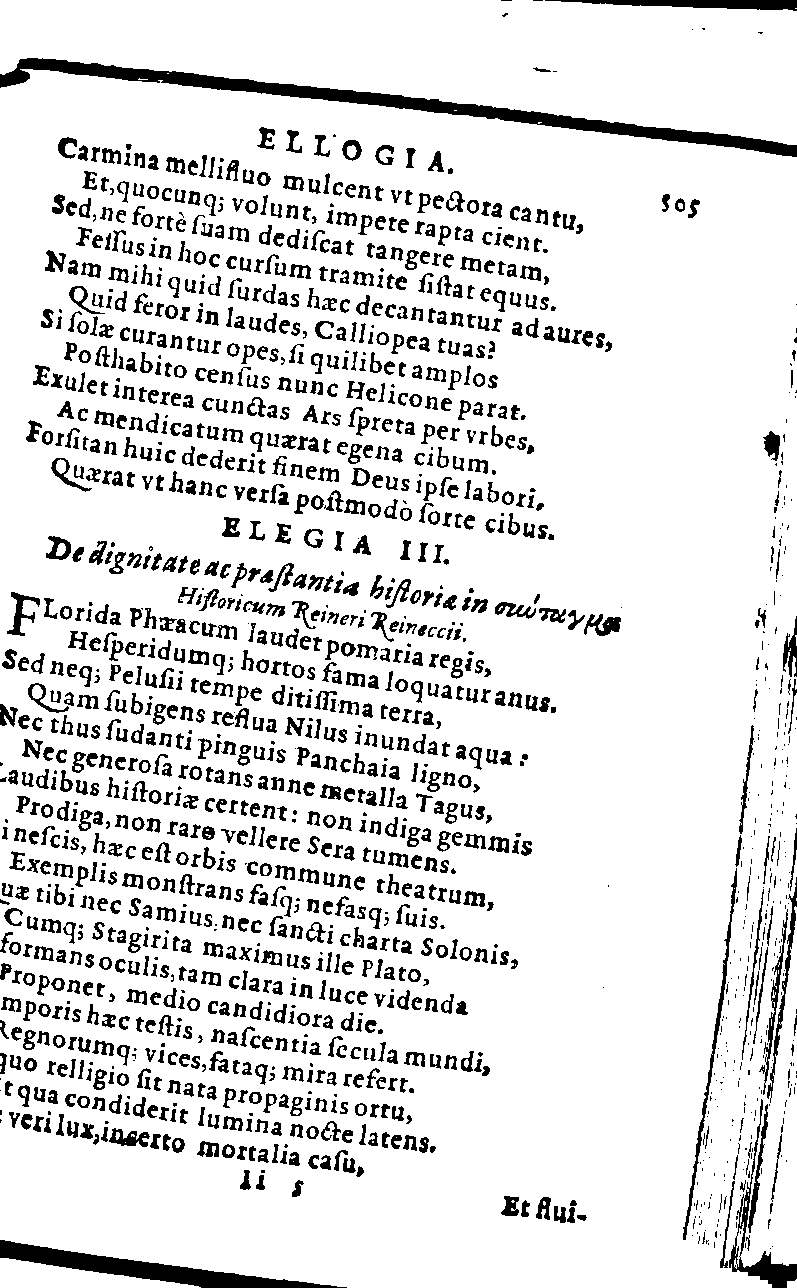 ELLOGIA. 505
Carmina mellifluo mulcent vt pectora cantu,
Et, quocunq; volunt, impete rapta cient.
Sed, ne fortè ſuam dediſcat tangere metam,
Feſſus in hoc curſum tramite ſiſtat equus.
Nam mihi quid ſurdas hæc decantantur ad aures,
Quid feror in laudes, Calliopea tuas?
Si ſolæ curantur opes, ſi quilibet amplos
Poſthabito cenſus nunc Helicone parat.
Exulet interea cunctas Ars ſpreta per vrbes,
Ac mendicatum quærat egena cibum.
Forſitan huic dederit finem Deus ipſe labori,
Quærat vt hanc verſa poſtmodò ſorte cibus.
ELEGIA III.
De dignitate ac præſtantia hiſtoriæ in
Hiſtoricum Reineri Reineccii.
FLorida Phæacum laudet pomaria regis,
Heſperidumq; hortos fama loquatur anus.
Sed neq; Peluſii tempe ditiſſima terra,
Quam ſubigens reflua Nilus inundat aqua:
Nec thus ſudanti pinguis Panchaia ligno,
Nec generoſa rotans anne metalla Tagus,
Laudibus hiſtoriæ certent: non indiga gemmis
Prodiga, non raro vellere Sera tumens.
i neſcis, hæc eſt orbis commune theatrum,
Exemplis monſtrans faſq; nefasq; ſuis.
uæ tibi nec Samius, nec ſancti charta Solonis,
Cumq; Stagirita maximus ille Plato,
formans oculis, tam clara in luce videnda
Proponet, medio candidiora die.
mporis hæc teſtis, naſcentia ſecula mundi,
Regnorumq; vices, fataq; mira refert.
quo relligio ſit nata propaginis ortu,
t qua condiderit lumina nocte latens.
veri lux, incerto mortalia caſu,
Ii 5 Et flui-